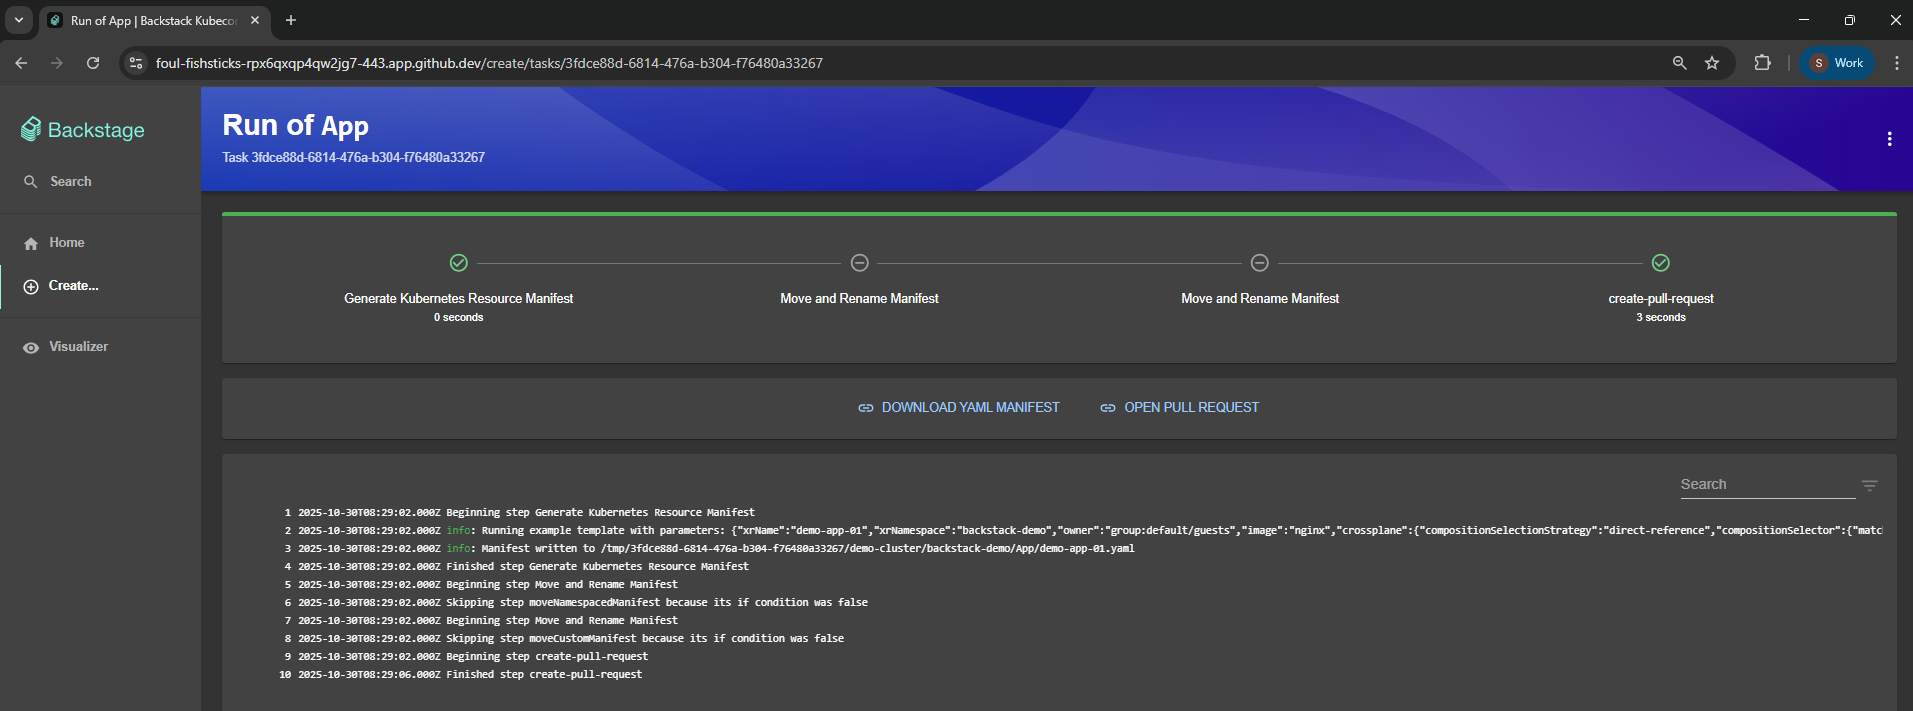 Run of App | Backstack Kubecon
foul-fishsticks-rpx6qxqp4qw2jg7-443.app.github.dev/create/tasks/3fdce88d-6814-476a-b304-f76480a33267
S Work
Backstage
Search
Home
Create...
Visualizer
Run of App
Task 3fdce88d-6814-476a-b304-f76480a33267
Generate Kubernetes Resource Manifest
0 seconds
Move and Rename Manifest
Move and Rename Manifest
create-pull-request
3 seconds
DOWNLOAD YAML MANIFEST
OPEN PULL REQUEST
Search
1 2025-10-30T08:29:02.000Z Beginning step Generate Kubernetes Resource Manifest
2 2025-10-30T08:29:02.000Z info: Running example template with parameters: {"xrName":"demo-app-01","xrNamespace":"backstack-demo","owner":"group:default/guests","image":"nginx","crossplane":{"compositionSelectionStrategy":"direct-reference","compositionSelector":{"matc
3 2025-10-30T08:29:02.000Z info: Manifest written to /tmp/3fdce88d-6814-476a-b304-f76480a33267/demo-cluster/backstack-demo/App/demo-app-01.yaml
4 2025-10-30T08:29:02.000Z Finished step Generate Kubernetes Resource Manifest
5 2025-10-30T08:29:02.000Z Beginning step Move and Rename Manifest
6 2025-10-30T08:29:02.000Z Skipping step moveNamespacedManifest because its if condition was false
7 2025-10-30T08:29:02.000Z Beginning step Move and Rename Manifest
8 2025-10-30T08:29:02.000Z Skipping step moveCustomManifest because its if condition was false
9 2025-10-30T08:29:02.000Z Beginning step create-pull-request
10 2025-10-30T08:29:06.000Z Finished step create-pull-request